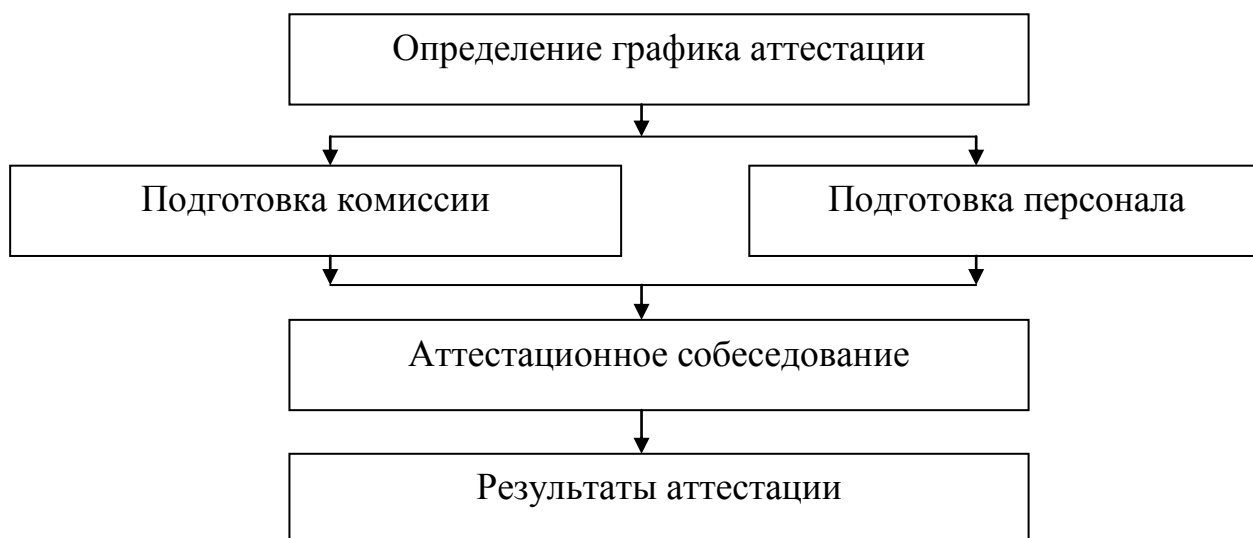 Определение графика аттестации
Подготовка комиссии
Подготовка персонала
Аттестационное собеседование
Результаты аттестации